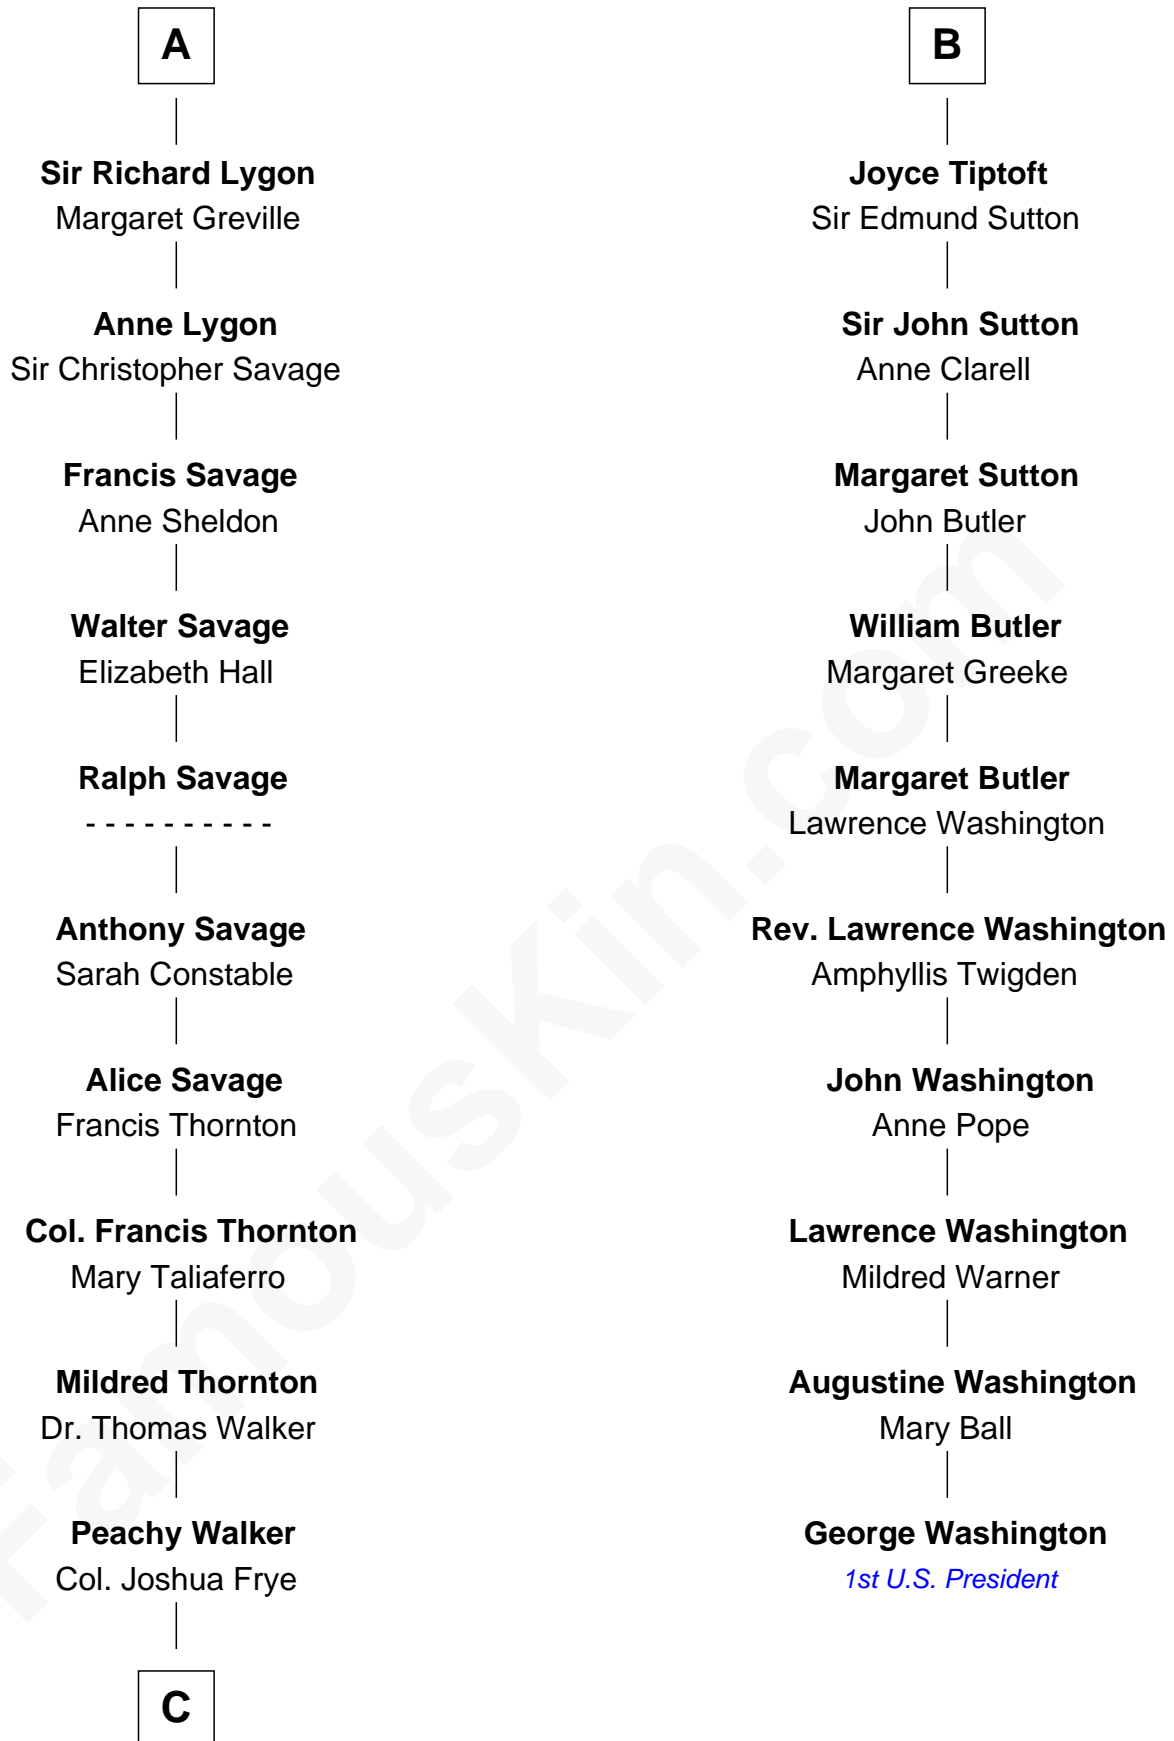 A
Sir Richard Lygon
Margaret Greville
Anne Lygon
Sir Christopher Savage
Francis Savage
Anne Sheldon
Walter Savage
Elizabeth Hall
Ralph Savage
- - - - - - - - - -
Anthony Savage
Sarah Constable
Alice Savage
Francis Thornton
Col. Francis Thornton
Mary Taliaferro
Mildred Thornton
Dr. Thomas Walker
Peachy Walker
Col. Joshua Frye
C
B
Joyce Tiptoft
Sir Edmund Sutton
Sir John Sutton
Anne Clarell
Margaret Sutton
John Butler
William Butler
Margaret Greeke
Margaret Butler
Lawrence Washington
Rev. Lawrence Washington
Amphyllis Twigden
John Washington
Anne Pope
Lawrence Washington
Mildred Warner
Augustine Washington
Mary Ball
George Washington
1st U.S. President
FamousKin.com